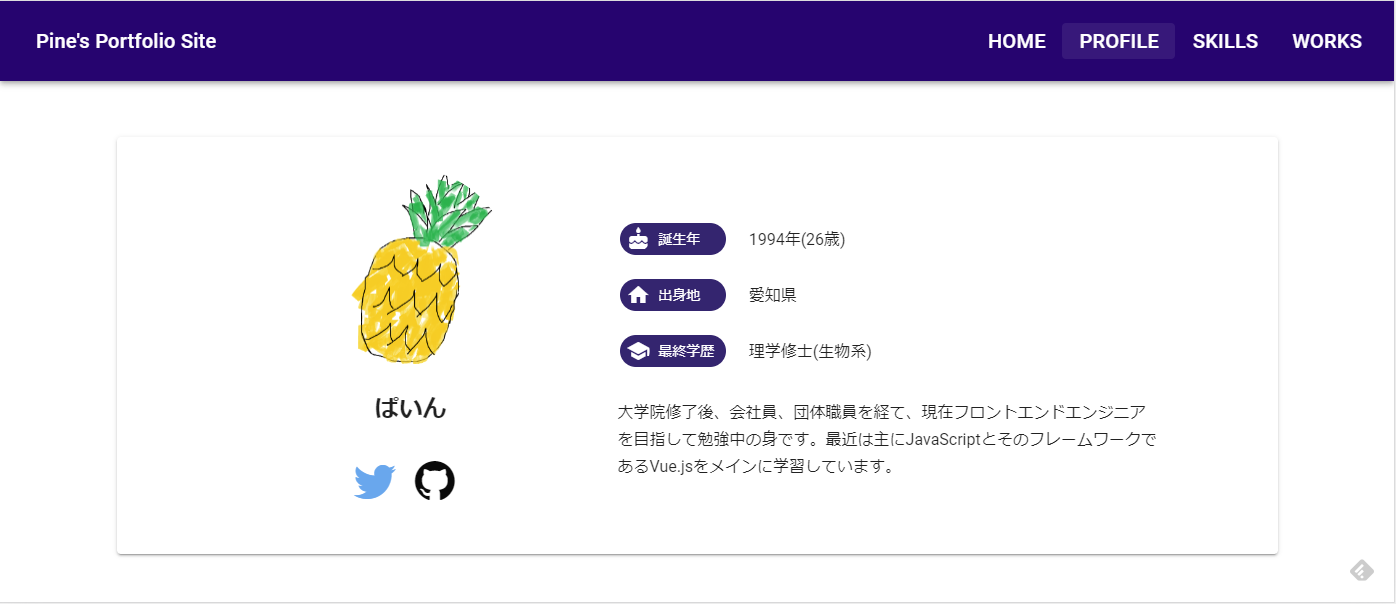 Pine's Portfolio Site
HOME PROFILE SKILLS WORKS
誕生年 1994年(26歳)
出身地 愛知県
最終学歴 理学修士(生物系)
ぱいん
大学院修了後、会社員、団体職員を経て、現在フロントエンドエンジニア
を目指して勉強中の身です。最近は主にJavaScriptとそのフレームワークで
あるVue.jsをメインに学習しています。